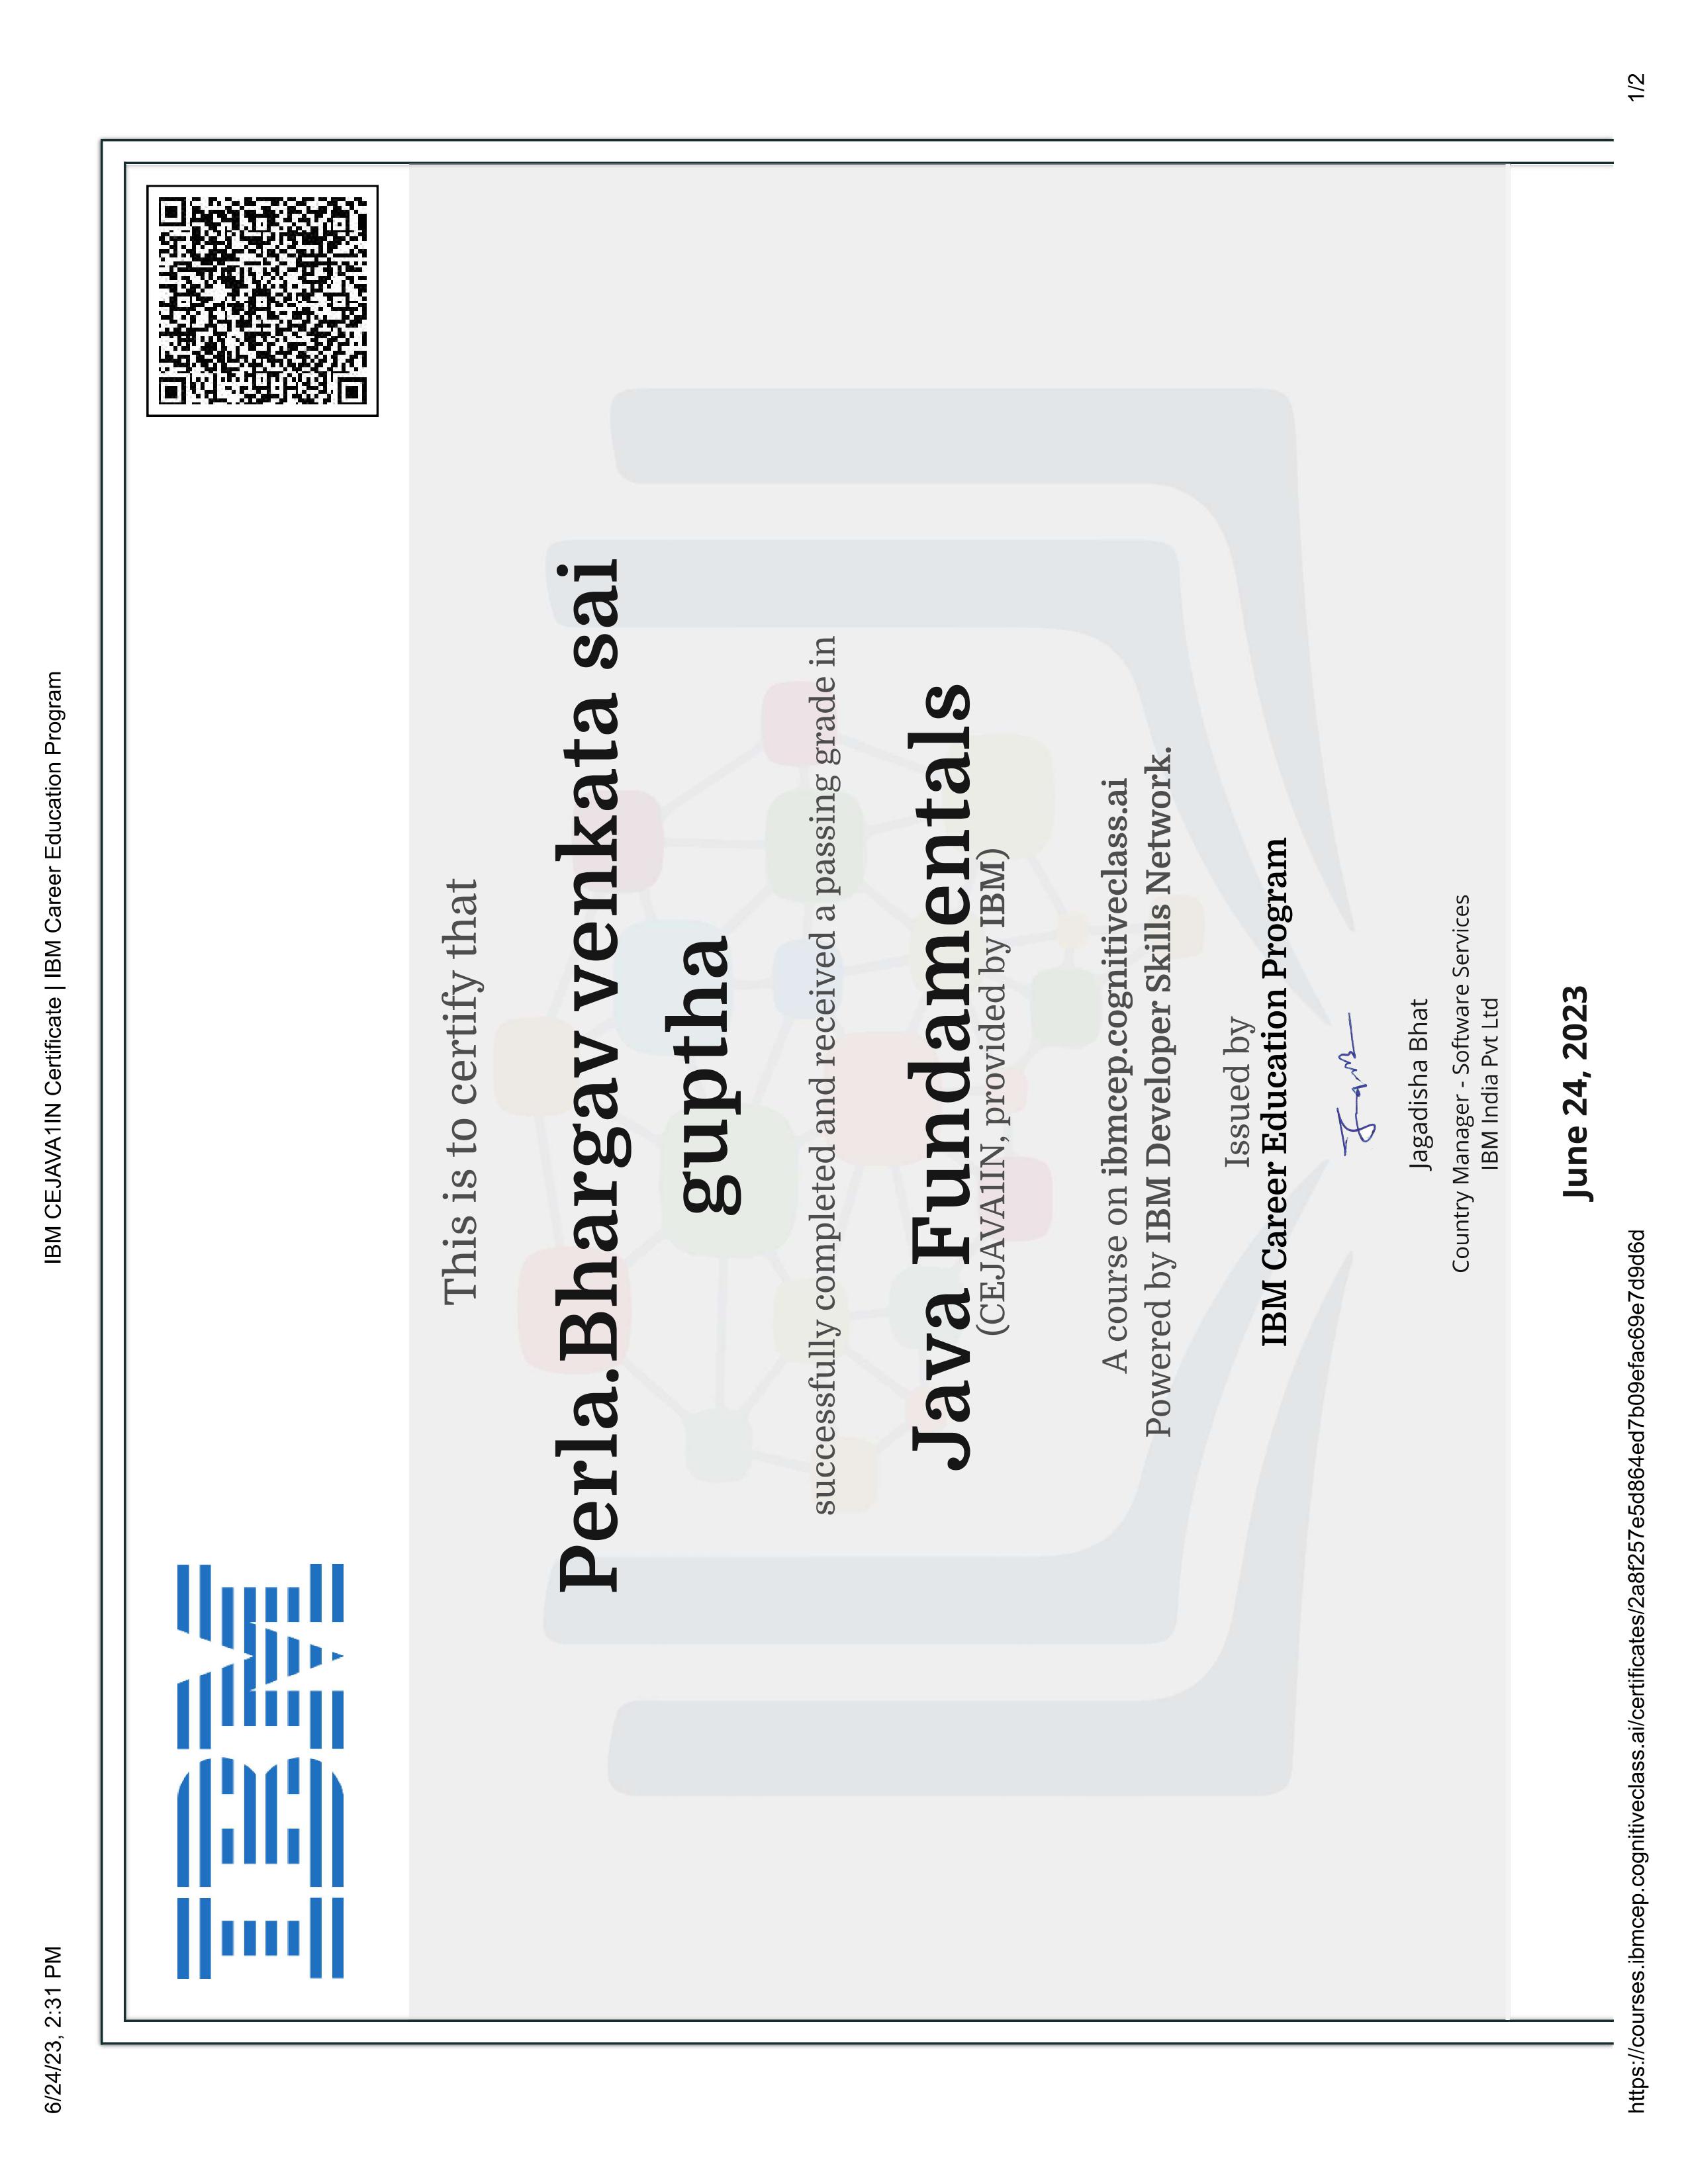 6/24/23, 2:31 PM
IBM CEJAVA1IN Certificate | IBM Career Education Program
IBM
This is to certify that
Perla.Bhargav venkata sai
guptha
successfully completed and received a passing grade in
Java Fundamentals
(CEJAVA1IN, provided by IBM)
A course on ibmcep.cognitiveclass.ai
Powered by IBM Developer Skills Network.
Issued by
IBM Career Education Program
Jagadisha Bhat
Country Manager - Software Services
IBM India Pvt Ltd
June 24, 2023
https://courses.ibmcep.cognitiveclass.ai/certificates/2a8f257e5d864ed7b09efac69e7d9d6d
1/2